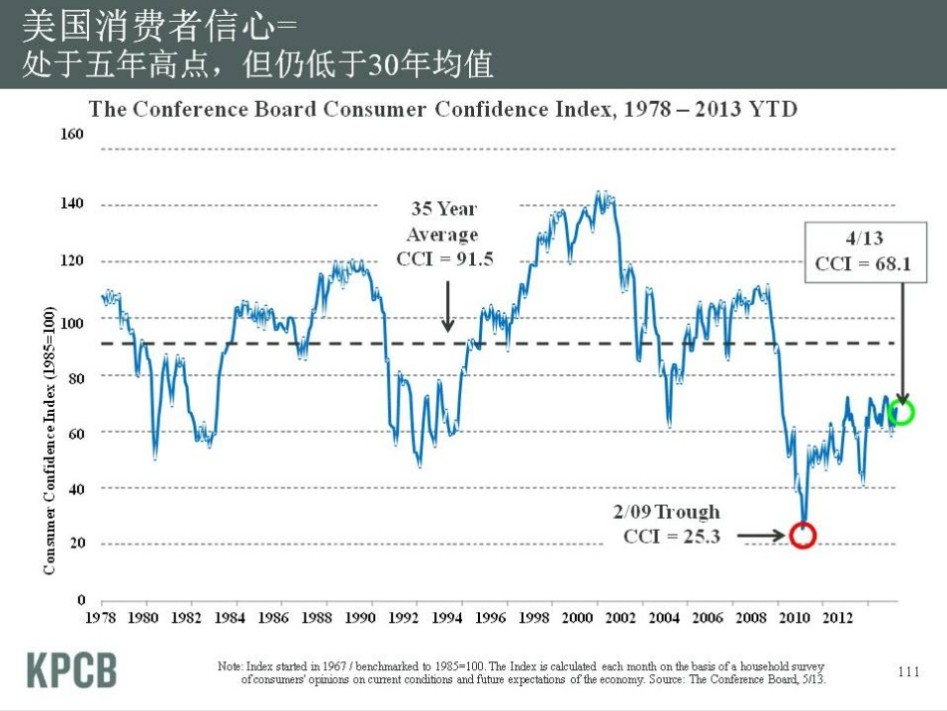 美国消费者信心=
处于五年高点，但仍低于30年均值
The Conference Board Consumer Confidence Index, 1978 – 2013 YTD
Consumer Confidence Index (1985=100)
160
140
120
100
80
60
40
20
0
35 Year
Average
CCI = 91.5
4/13
CCI = 68.1
2/09 Trough
CCI = 25.3
1978 1980 1982 1984 1986 1988 1990 1992 1994 1996 1998 2000 2002 2004 2006 2008 2010 2012
KPCB
Note: Index started in 1967 / benchmarked to 1985=100. The Index is calculated each month on the basis of a household survey
of consumers' opinions on current conditions and future expectations of the economy. Source: The Conference Board, 5/13.
111